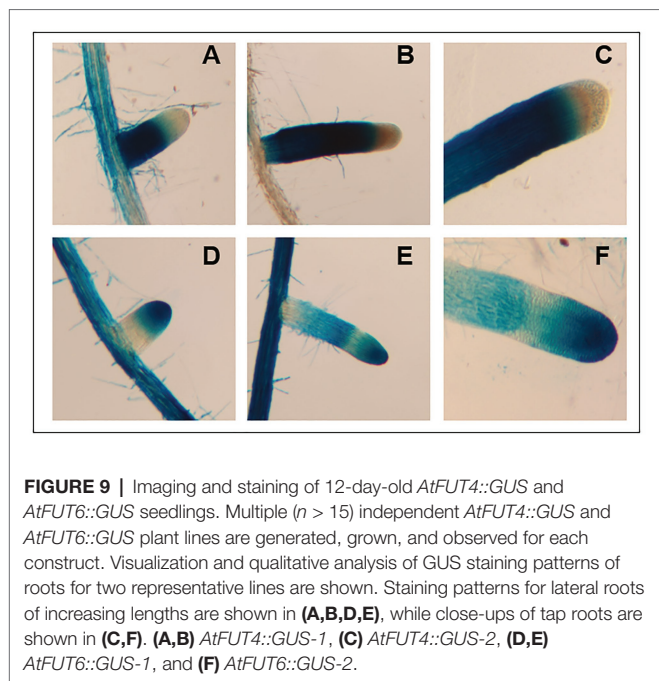 A
B
C
D
E
F
FIGURE 9 | Imaging and staining of 12-day-old AtFUT4::GUS and
AtFUT6::GUS seedlings. Multiple (n > 15) independent AtFUT4::GUS and
AtFUT6::GUS plant lines are generated, grown, and observed for each
construct. Visualization and qualitative analysis of GUS staining patterns of
roots for two representative lines are shown. Staining patterns for lateral roots
of increasing lengths are shown in (A,B,D,E), while close-ups of tap roots are
shown in (C,F). (A,B) AtFUT4::GUS-1, (C) AtFUT4::GUS-2, (D,E)
AtFUT6::GUS-1, and (F) AtFUT6::GUS-2.